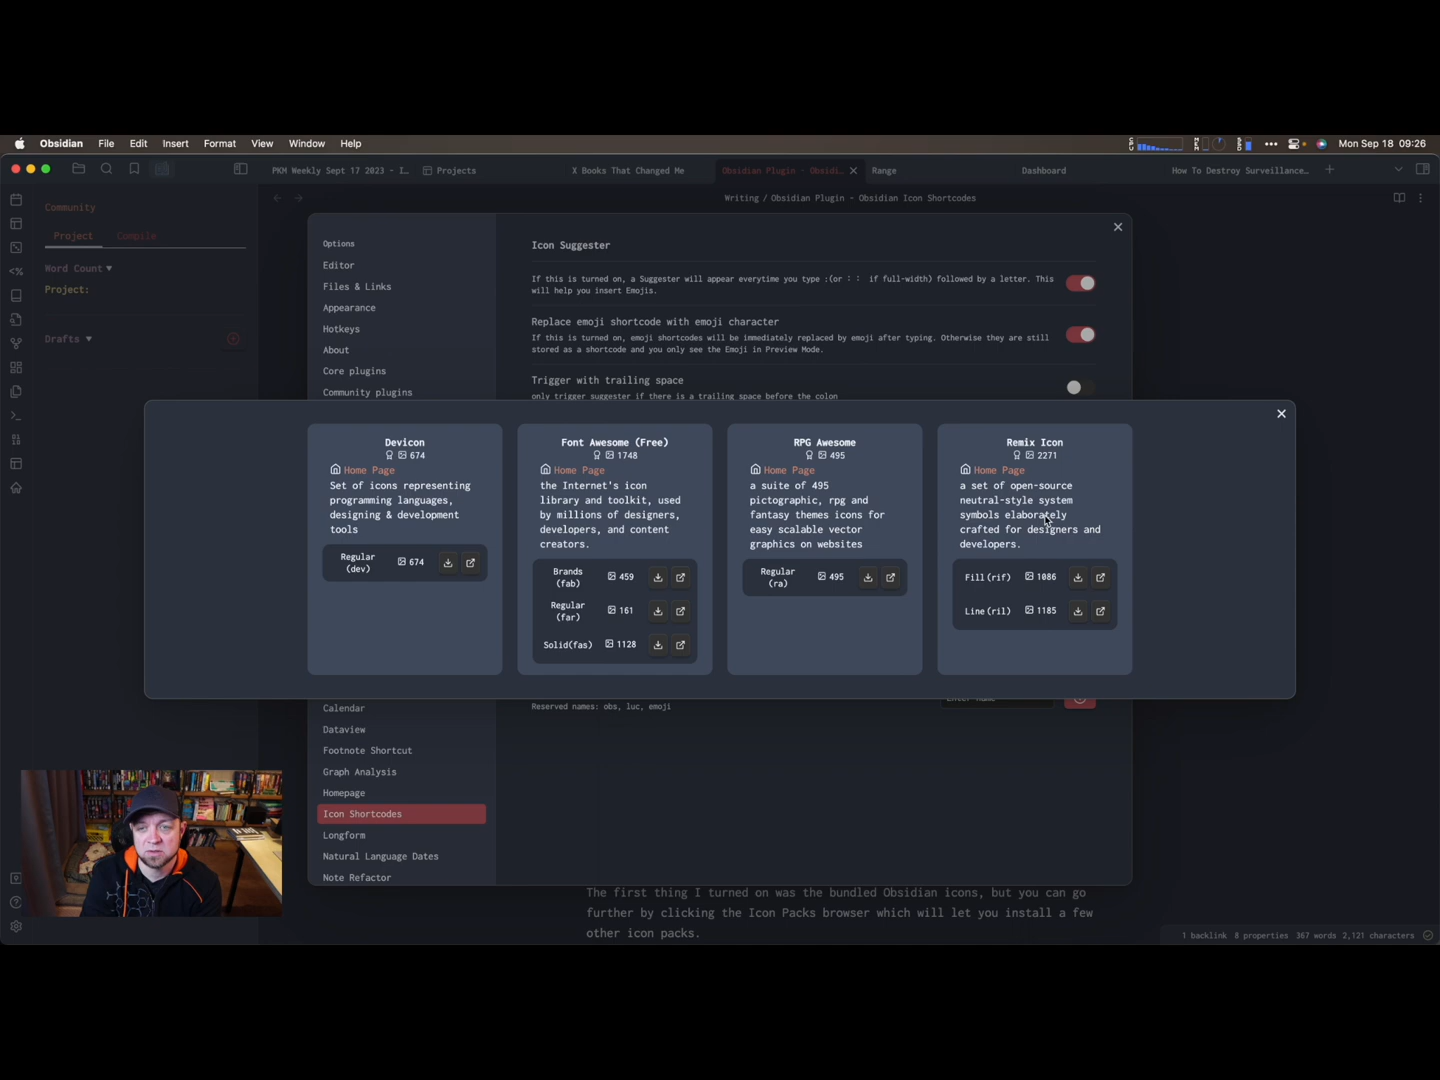 Obsidian File Edit Insert Format View Window Help Mon Sep 18 09:26
PKM Weekly Sept 17 2023 - I… Projects X Books That Changed Me Obsidian Plugin - Obsidi… Range Dashboard How To Destroy Surveillance…
Writing / Obsidian Plugin - Obsidian Icon Shortcodes
Community
Project Compile
Word Count
Project:
Drafts
Options
Editor
Files & Links
Appearance
Hotkeys
About
Core plugins
Community plugins
Icon Suggester
If this is turned on, a Suggester will appear everytime you type :(or : : if full-width) followed by a letter. This
will help you insert Emojis.
Replace emoji shortcode with emoji character
If this is turned on, emoji shortcodes will be immediately replaced by emoji after typing. Otherwise they are still
stored as a shortcode and you only see the Emoji in Preview Mode.
Trigger with trailing space
only trigger suggester if there is a trailing space before the colon
Devicon
674
Home Page
Set of icons representing
programming languages,
designing & development
tools
Regular
(dev)
674
Font Awesome (Free)
1748
Home Page
the Internet's icon
library and toolkit, used
by millions of designers,
developers, and content
creators.
Brands
(fab)
459
Regular
(far)
161
Solid(fas) 1128
RPG Awesome
495
Home Page
a suite of 495
pictographic, rpg and
fantasy themes icons for
easy scalable vector
graphics on websites
Regular
(ra)
495
Remix Icon
2271
Home Page
a set of open-source
neutral-style system
symbols elaborately
crafted for designers and
developers.
Fill(rif) 1086
Line(ril) 1185
Reserved names: obs, luc, emoji
Enter name
Calendar
Dataview
Footnote Shortcut
Graph Analysis
Homepage
Icon Shortcodes
Longform
Natural Language Dates
Note Refactor
The first thing I turned on was the bundled Obsidian icons, but you can go
further by clicking the Icon Packs browser which will let you install a few
other icon packs.
1 backlink 8 properties 367 words 2,121 characters